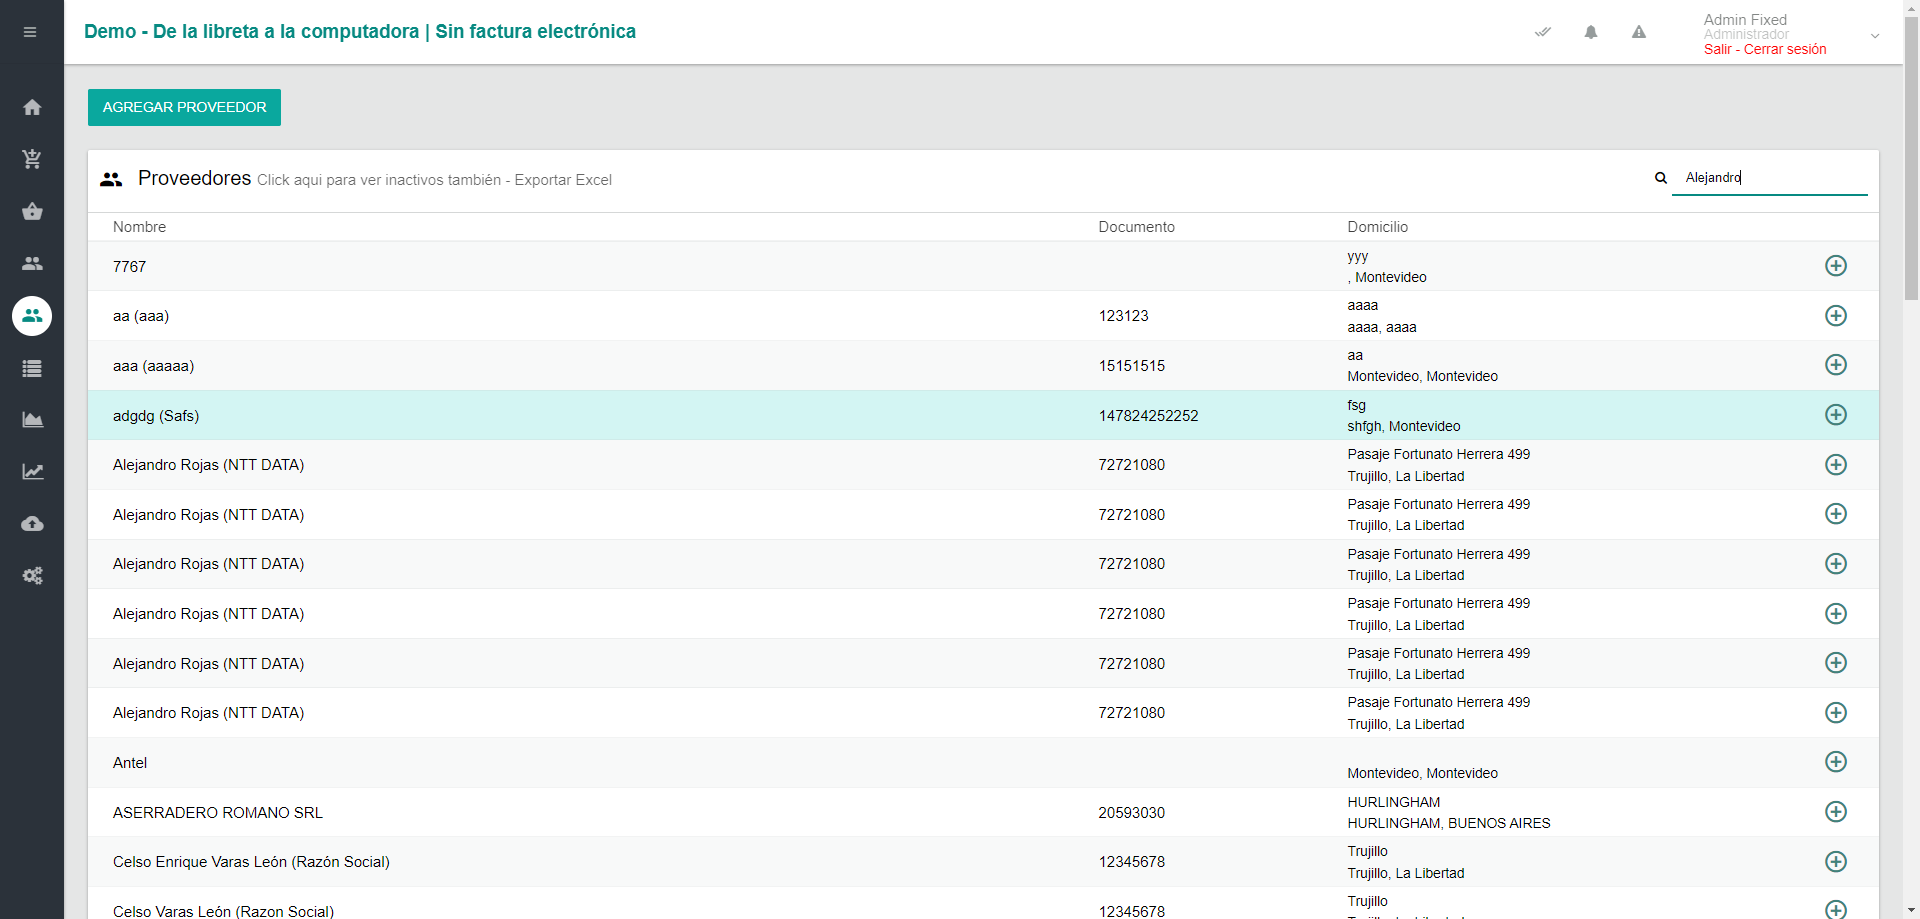 Demo - De la libreta a la computadora | Sin factura electrónica
Admin Fixed
Administrador
Salir - Cerrar sesión
AGREGAR PROVEEDOR
Proveedores Click aqui para ver inactivos también - Exportar Excel
Alejandro
Nombre Documento Domicilio
7767
yyy
, Montevideo
aa (aaa) 123123
aaaa
aaaa, aaaa
aaa (aaaaa) 15151515
aa
Montevideo, Montevideo
adgdg (Safs) 147824252252
fsg
shfgh, Montevideo
Alejandro Rojas (NTT DATA) 72721080
Pasaje Fortunato Herrera 499
Trujillo, La Libertad
Alejandro Rojas (NTT DATA) 72721080
Pasaje Fortunato Herrera 499
Trujillo, La Libertad
Alejandro Rojas (NTT DATA) 72721080
Pasaje Fortunato Herrera 499
Trujillo, La Libertad
Alejandro Rojas (NTT DATA) 72721080
Pasaje Fortunato Herrera 499
Trujillo, La Libertad
Alejandro Rojas (NTT DATA) 72721080
Pasaje Fortunato Herrera 499
Trujillo, La Libertad
Alejandro Rojas (NTT DATA) 72721080
Pasaje Fortunato Herrera 499
Trujillo, La Libertad
Antel
Montevideo, Montevideo
ASERRADERO ROMANO SRL 20593030
HURLINGHAM
HURLINGHAM, BUENOS AIRES
Celso Enrique Varas León (Razón Social) 12345678
Trujillo
Trujillo, La Libertad
Celso Varas León (Razon Social) 12345678
Trujillo